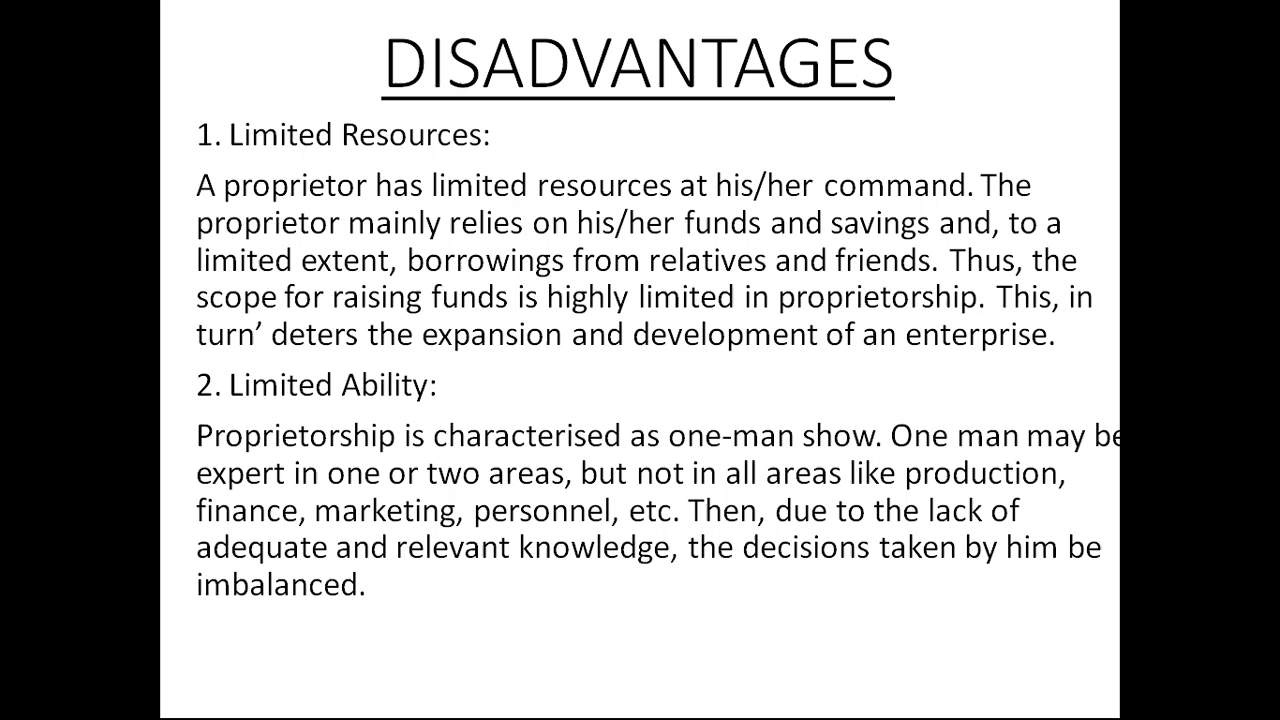 DISADVANTAGES
1. Limited Resources:
A proprietor has limited resources at his/her command. The
proprietor mainly relies on his/her funds and savings and, to a
limited extent, borrowings from relatives and friends. Thus, the
scope for raising funds is highly limited in proprietorship. This, in
turn’ deters the expansion and development of an enterprise.
2. Limited Ability:
Proprietorship is characterised as one-man show. One man may be
expert in one or two areas, but not in all areas like production,
finance, marketing, personnel, etc. Then, due to the lack of
adequate and relevant knowledge, the decisions taken by him be
imbalanced.